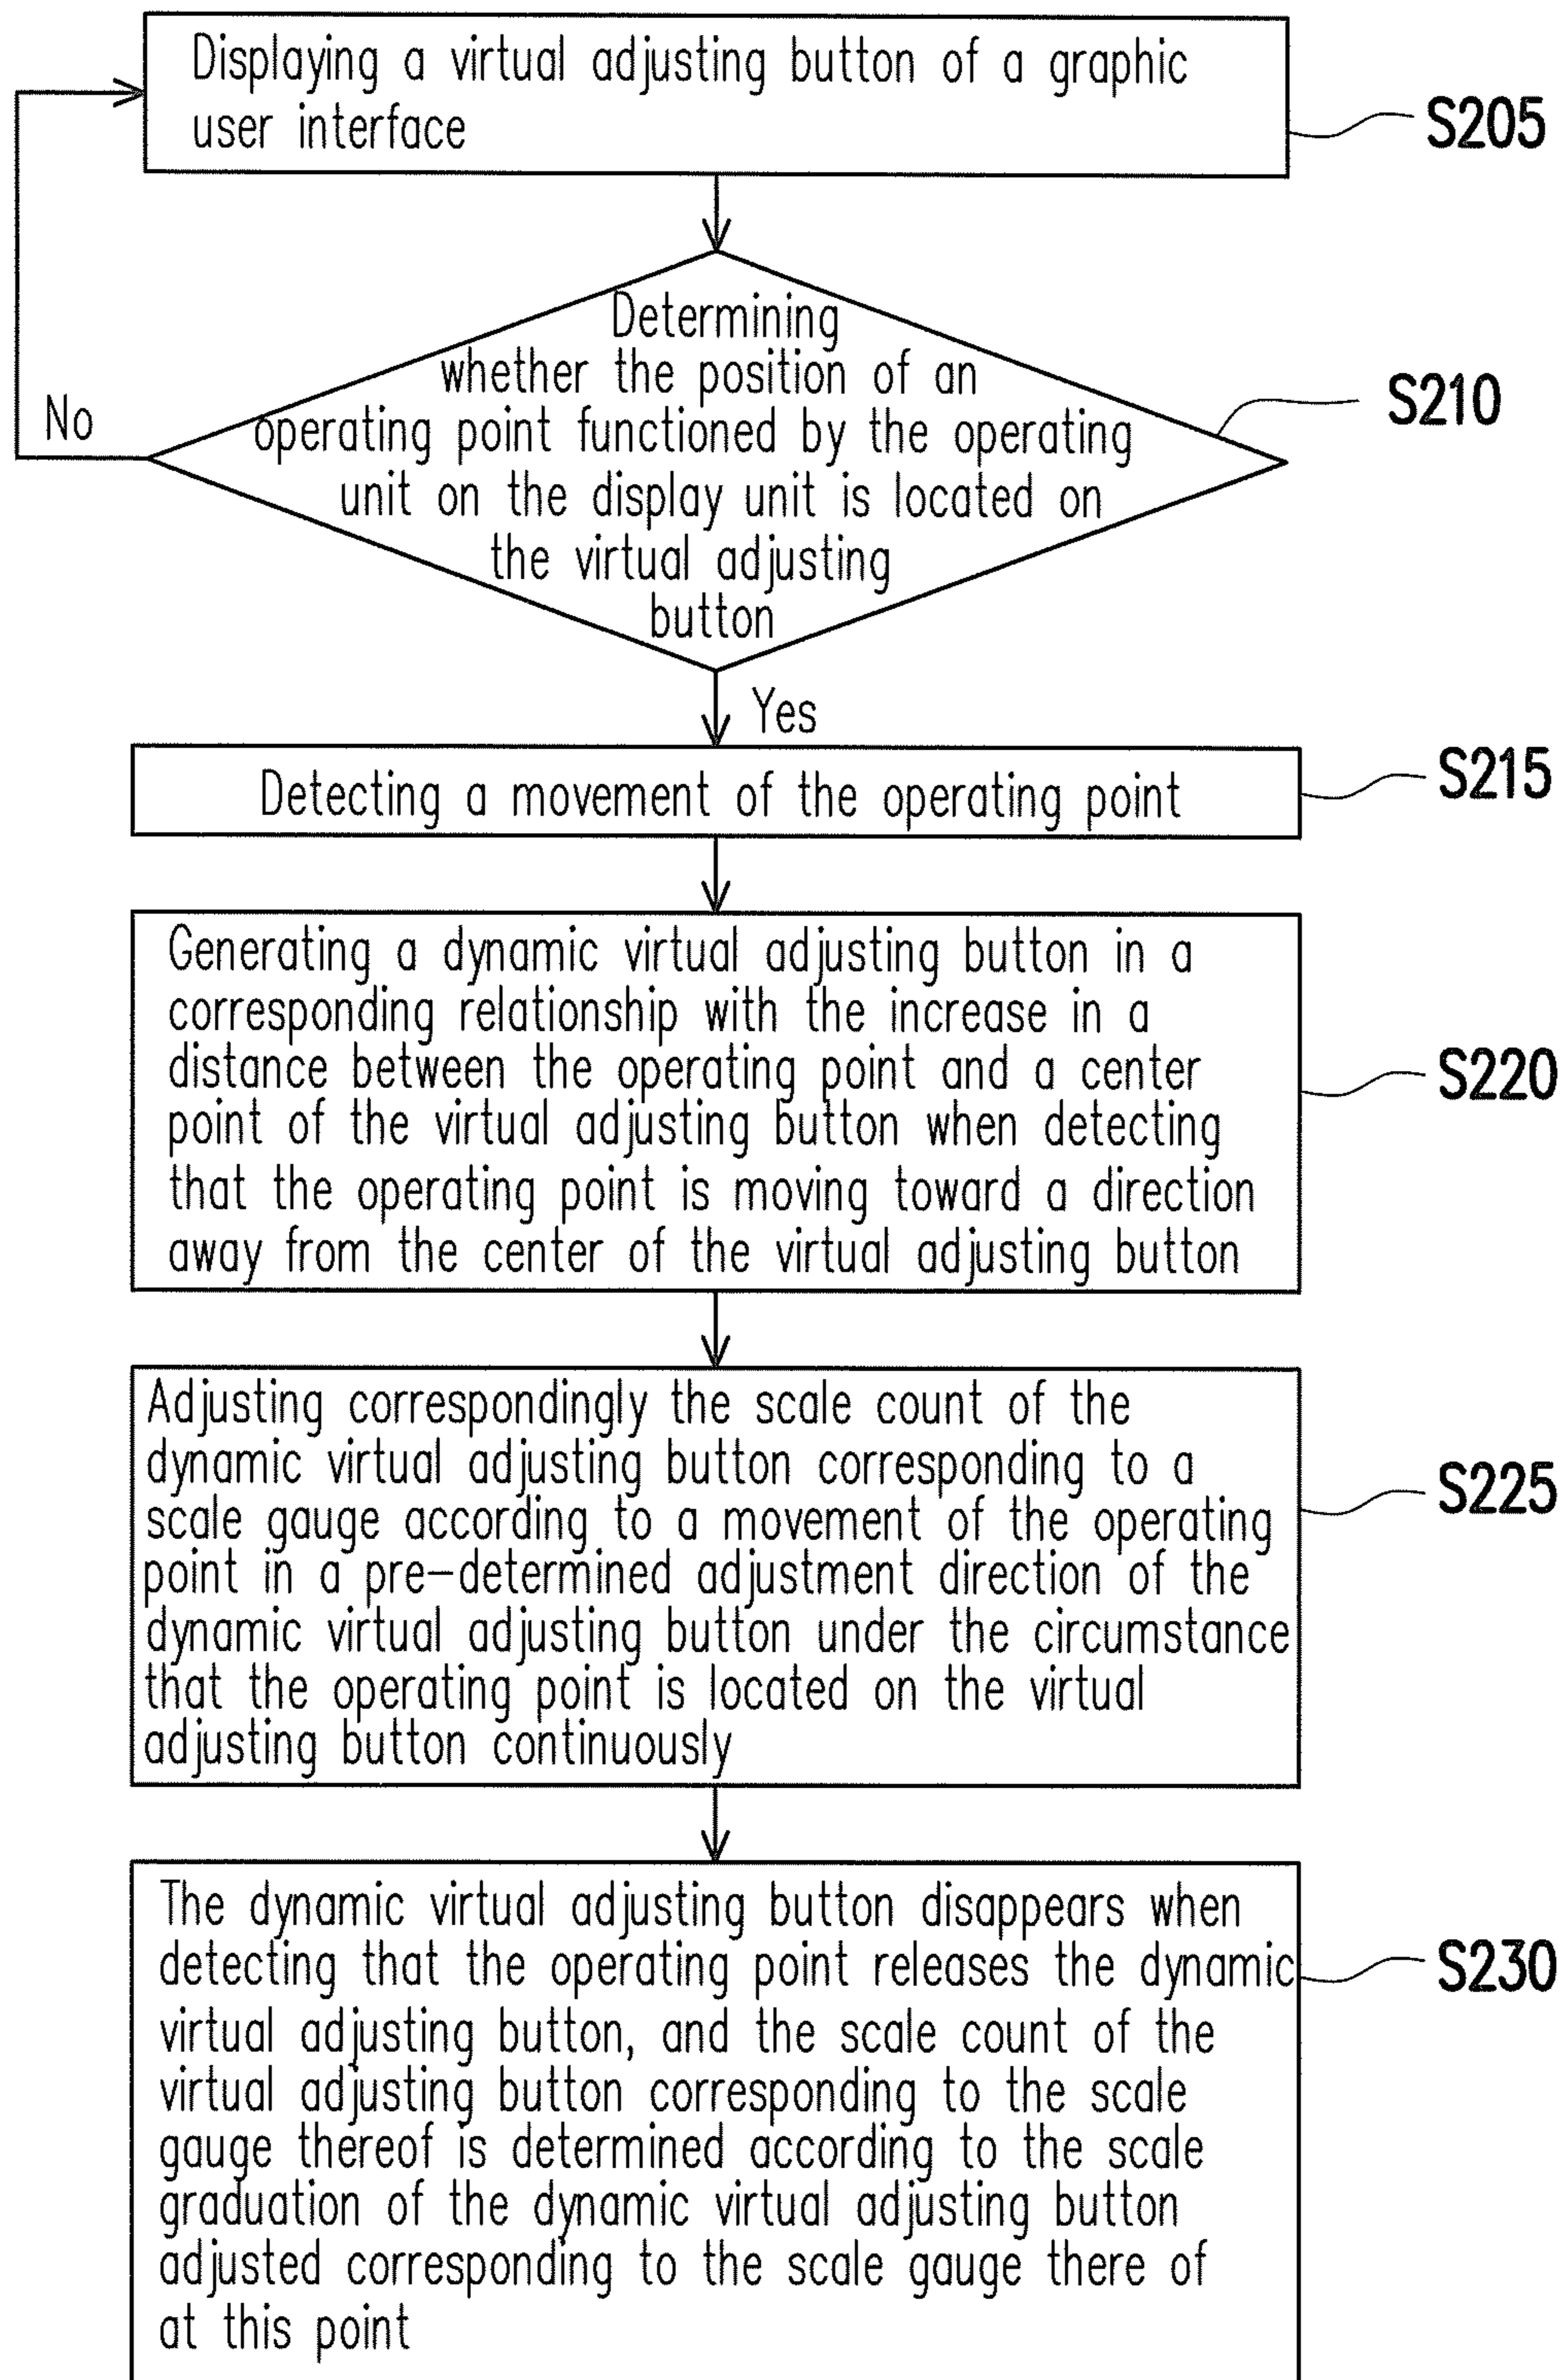 Displaying a virtual adjusting button of a graphic
user interface
S205
Determining
whether the position of an
operating point functioned by the operating
unit on the display unit is located on
the virtual adjusting
button
S210
No
Yes
Detecting a movement of the operating point
S215
Generating a dynamic virtual adjusting button in a
corresponding relationship with the increase in a
distance between the operating point and a center
point of the virtual adjusting button when detecting
that the operating point is moving toward a direction
away from the center of the virtual adjusting button
S220
Adjusting correspondingly the scale count of the
dynamic virtual adjusting button corresponding to a
scale gauge according to a movement of the operating
point in a pre-determined adjustment direction of the
dynamic virtual adjusting button under the circumstance
that the operating point is located on the virtual
adjusting button continuously
S225
The dynamic virtual adjusting button disappears when
detecting that the operating point releases the dynamic
virtual adjusting button, and the scale count of the
virtual adjusting button corresponding to the scale
gauge thereof is determined according to the scale
graduation of the dynamic virtual adjusting button
adjusted corresponding to the scale gauge there of
at this point
S230